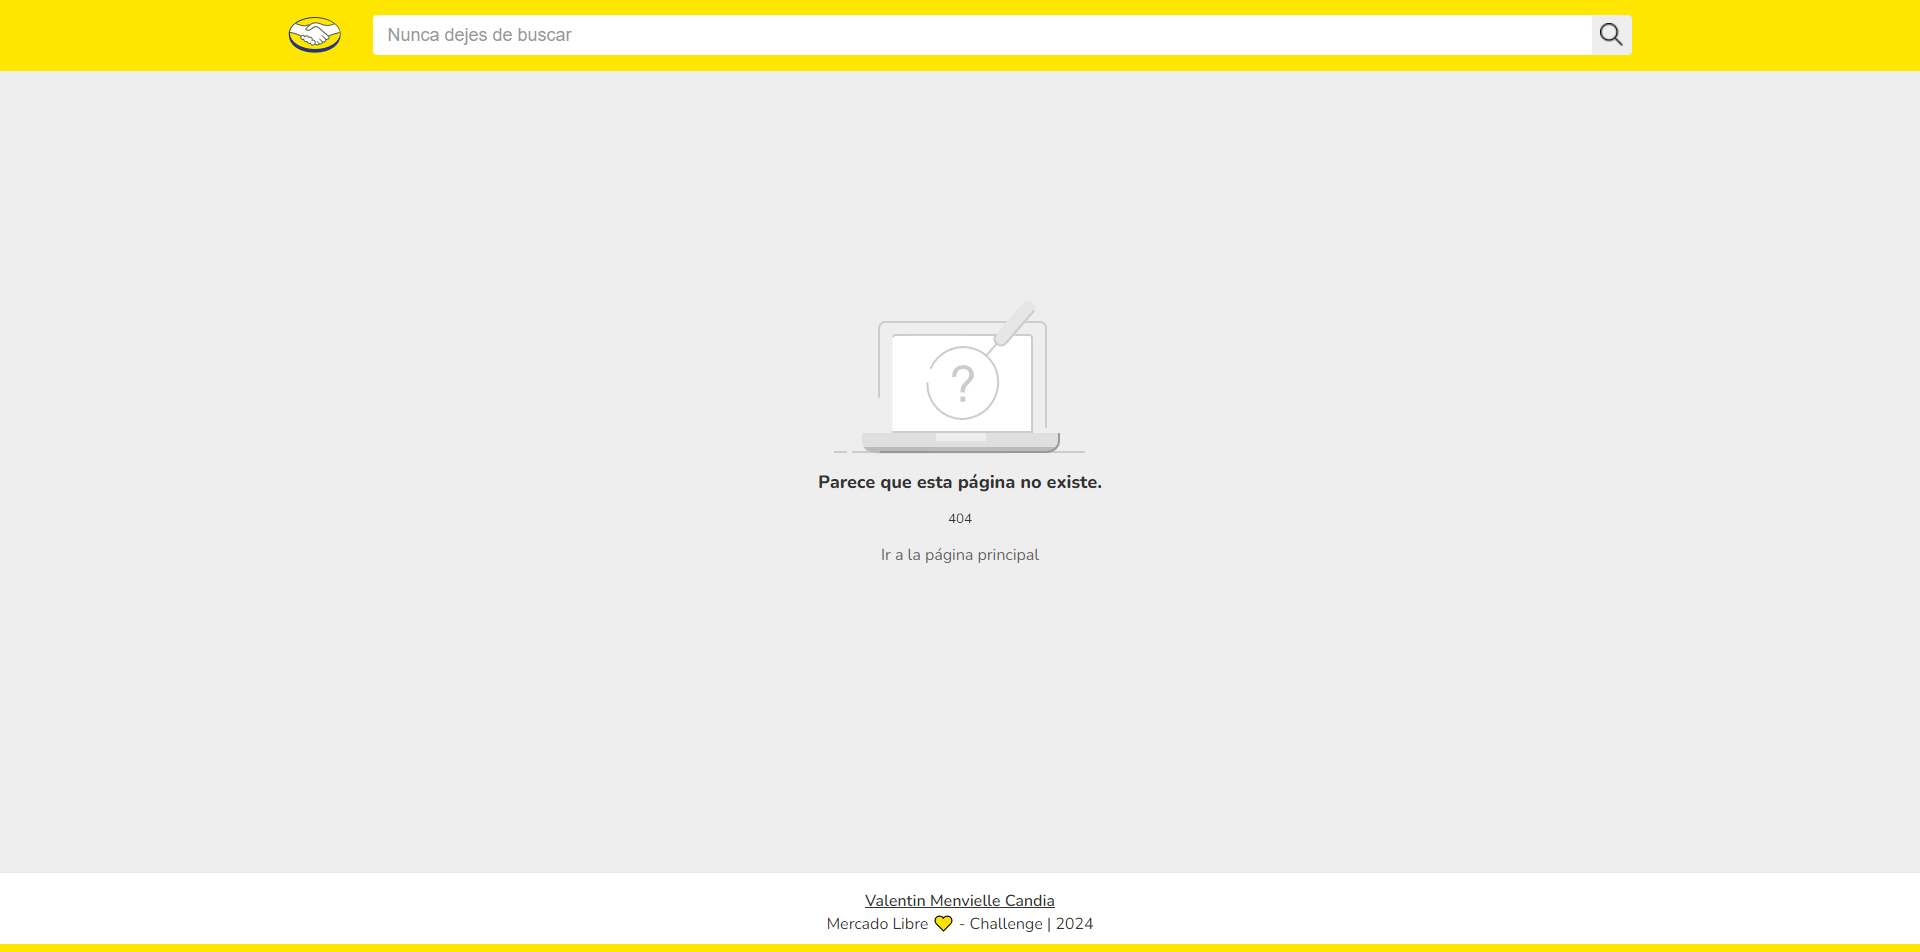 Nunca dejes de buscar
?
Parece que esta página no existe.
404
Ir a la página principal
Valentin Menvielle Candia
Mercado Libre 💛 - Challenge | 2024